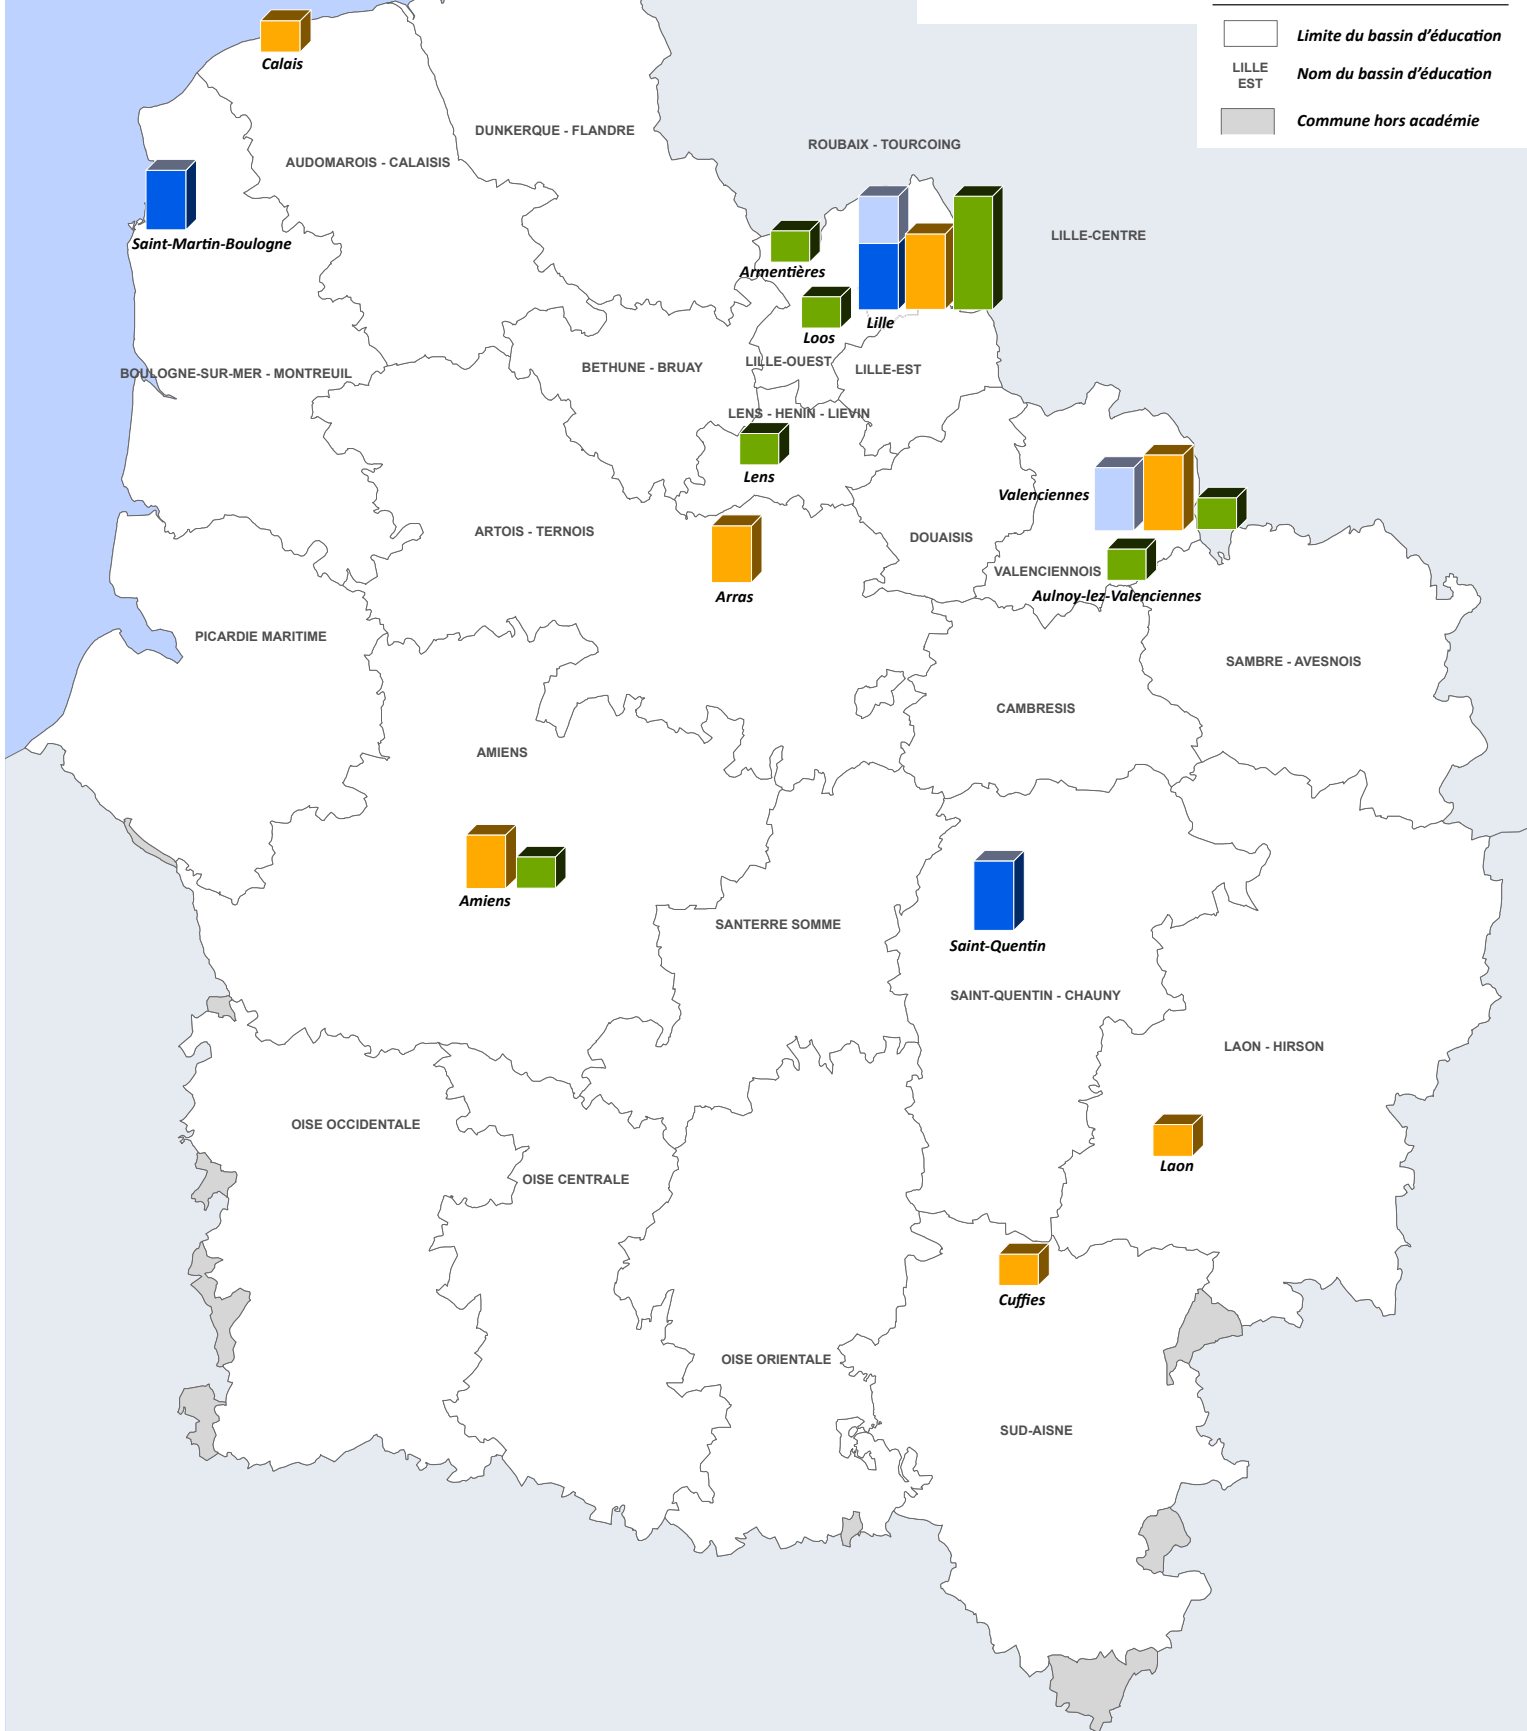 Limite du bassin d'éducation
LILLE
EST
Nom du bassin d'éducation
Commune hors académie
Calais
DUNKERQUE - FLANDRE
ROUBAIX - TOURCOING
AUDOMAROIS - CALAISIS
Saint-Martin-Boulogne
LILLE-CENTRE
Armentières
Lille
Loos
LILLE-OUEST
BETHUNE - BRUAY
LILLE-EST
BOULOGNE-SUR-MER - MONTREUIL
LENS - HENIN - LIEVIN
Lens
Valenciennes
ARTOIS - TERNOIS
DOUAISIS
VALENCIENNOIS
Arras
Aulnoy-lez-Valenciennes
PICARDIE MARITIME
SAMBRE - AVESNOIS
CAMBRESIS
AMIENS
Amiens
SANTERRE SOMME
Saint-Quentin
SAINT-QUENTIN - CHAUNY
LAON - HIRSON
OISE OCCIDENTALE
Laon
OISE CENTRALE
Cuffies
OISE ORIENTALE
SUD-AISNE